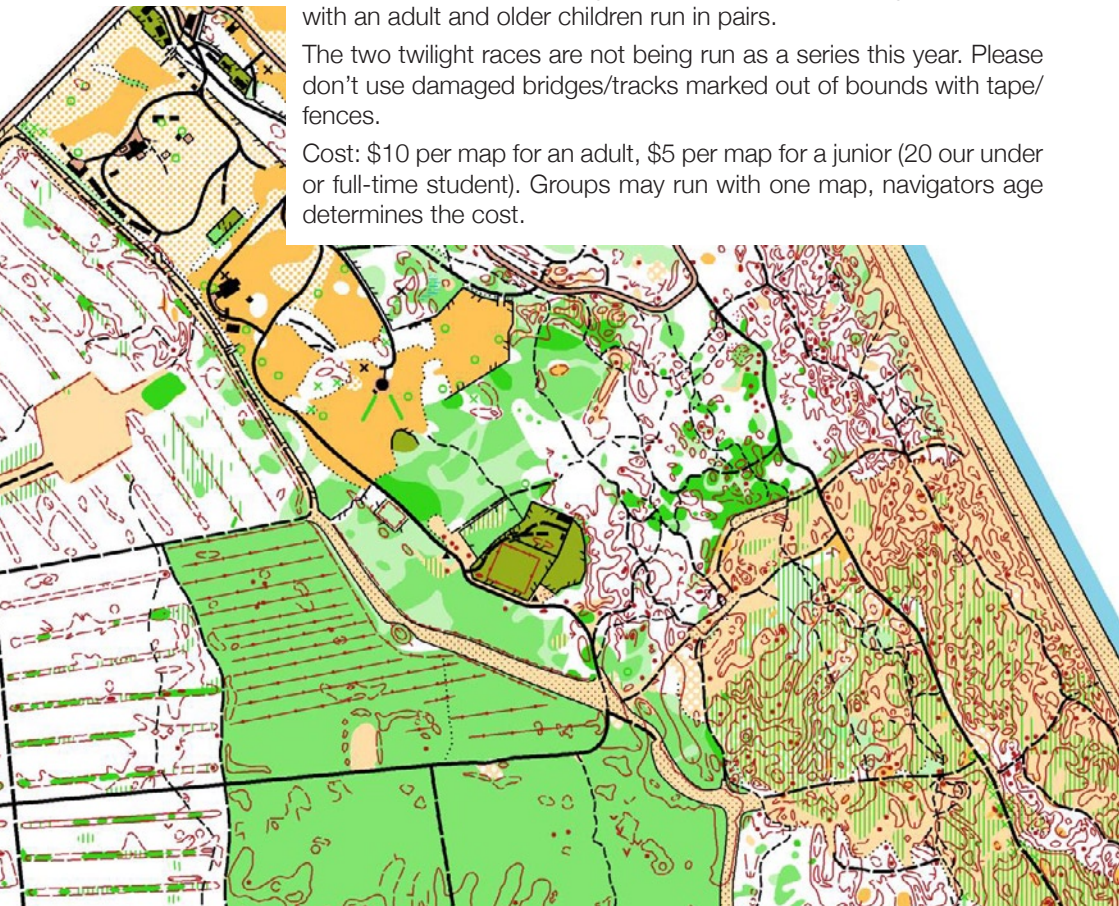 with an adult and older children run in pairs.
The two twilight races are not being run as a series this year. Please
don't use damaged bridges/tracks marked out of bounds with tape/
fences.
Cost: $10 per map for an adult, $5 per map for a junior (20 our under
or full-time student). Groups may run with one map, navigators age
determines the cost.